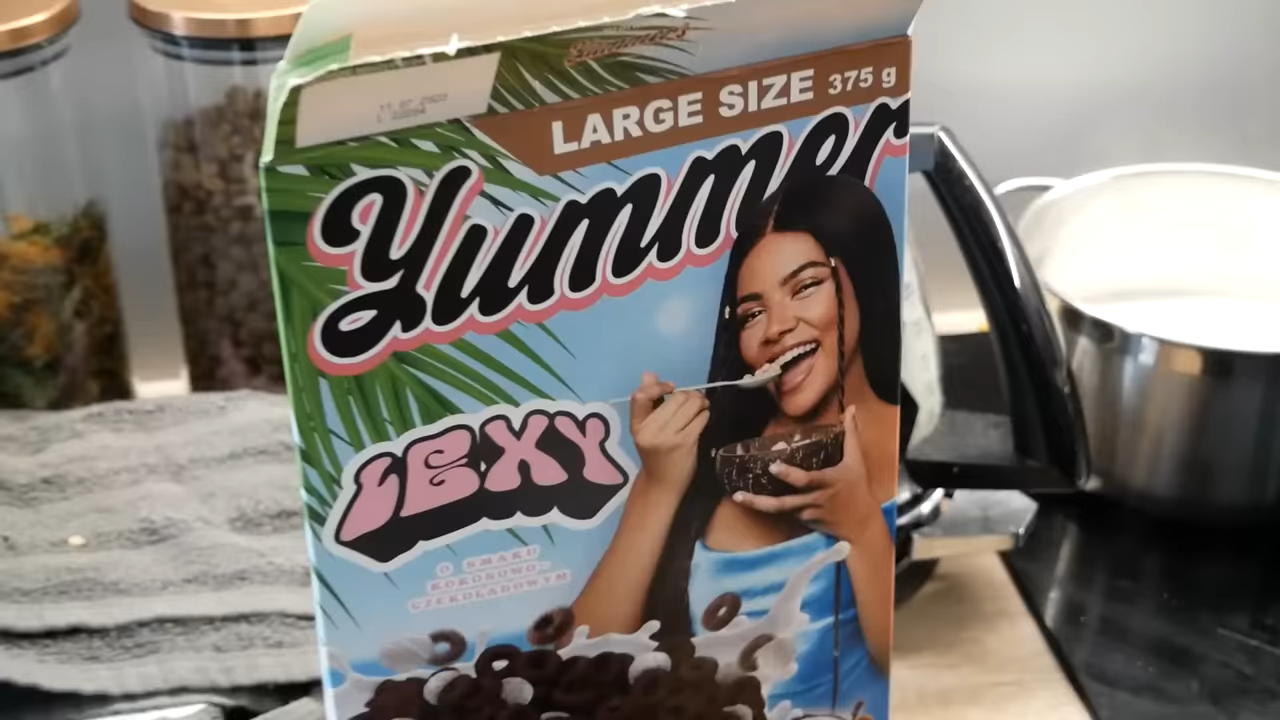 LARGE SIZE 375 g
Yummer
LEXY
O SMAKU
KOKOSOWO-
CZEKOLADOWYM